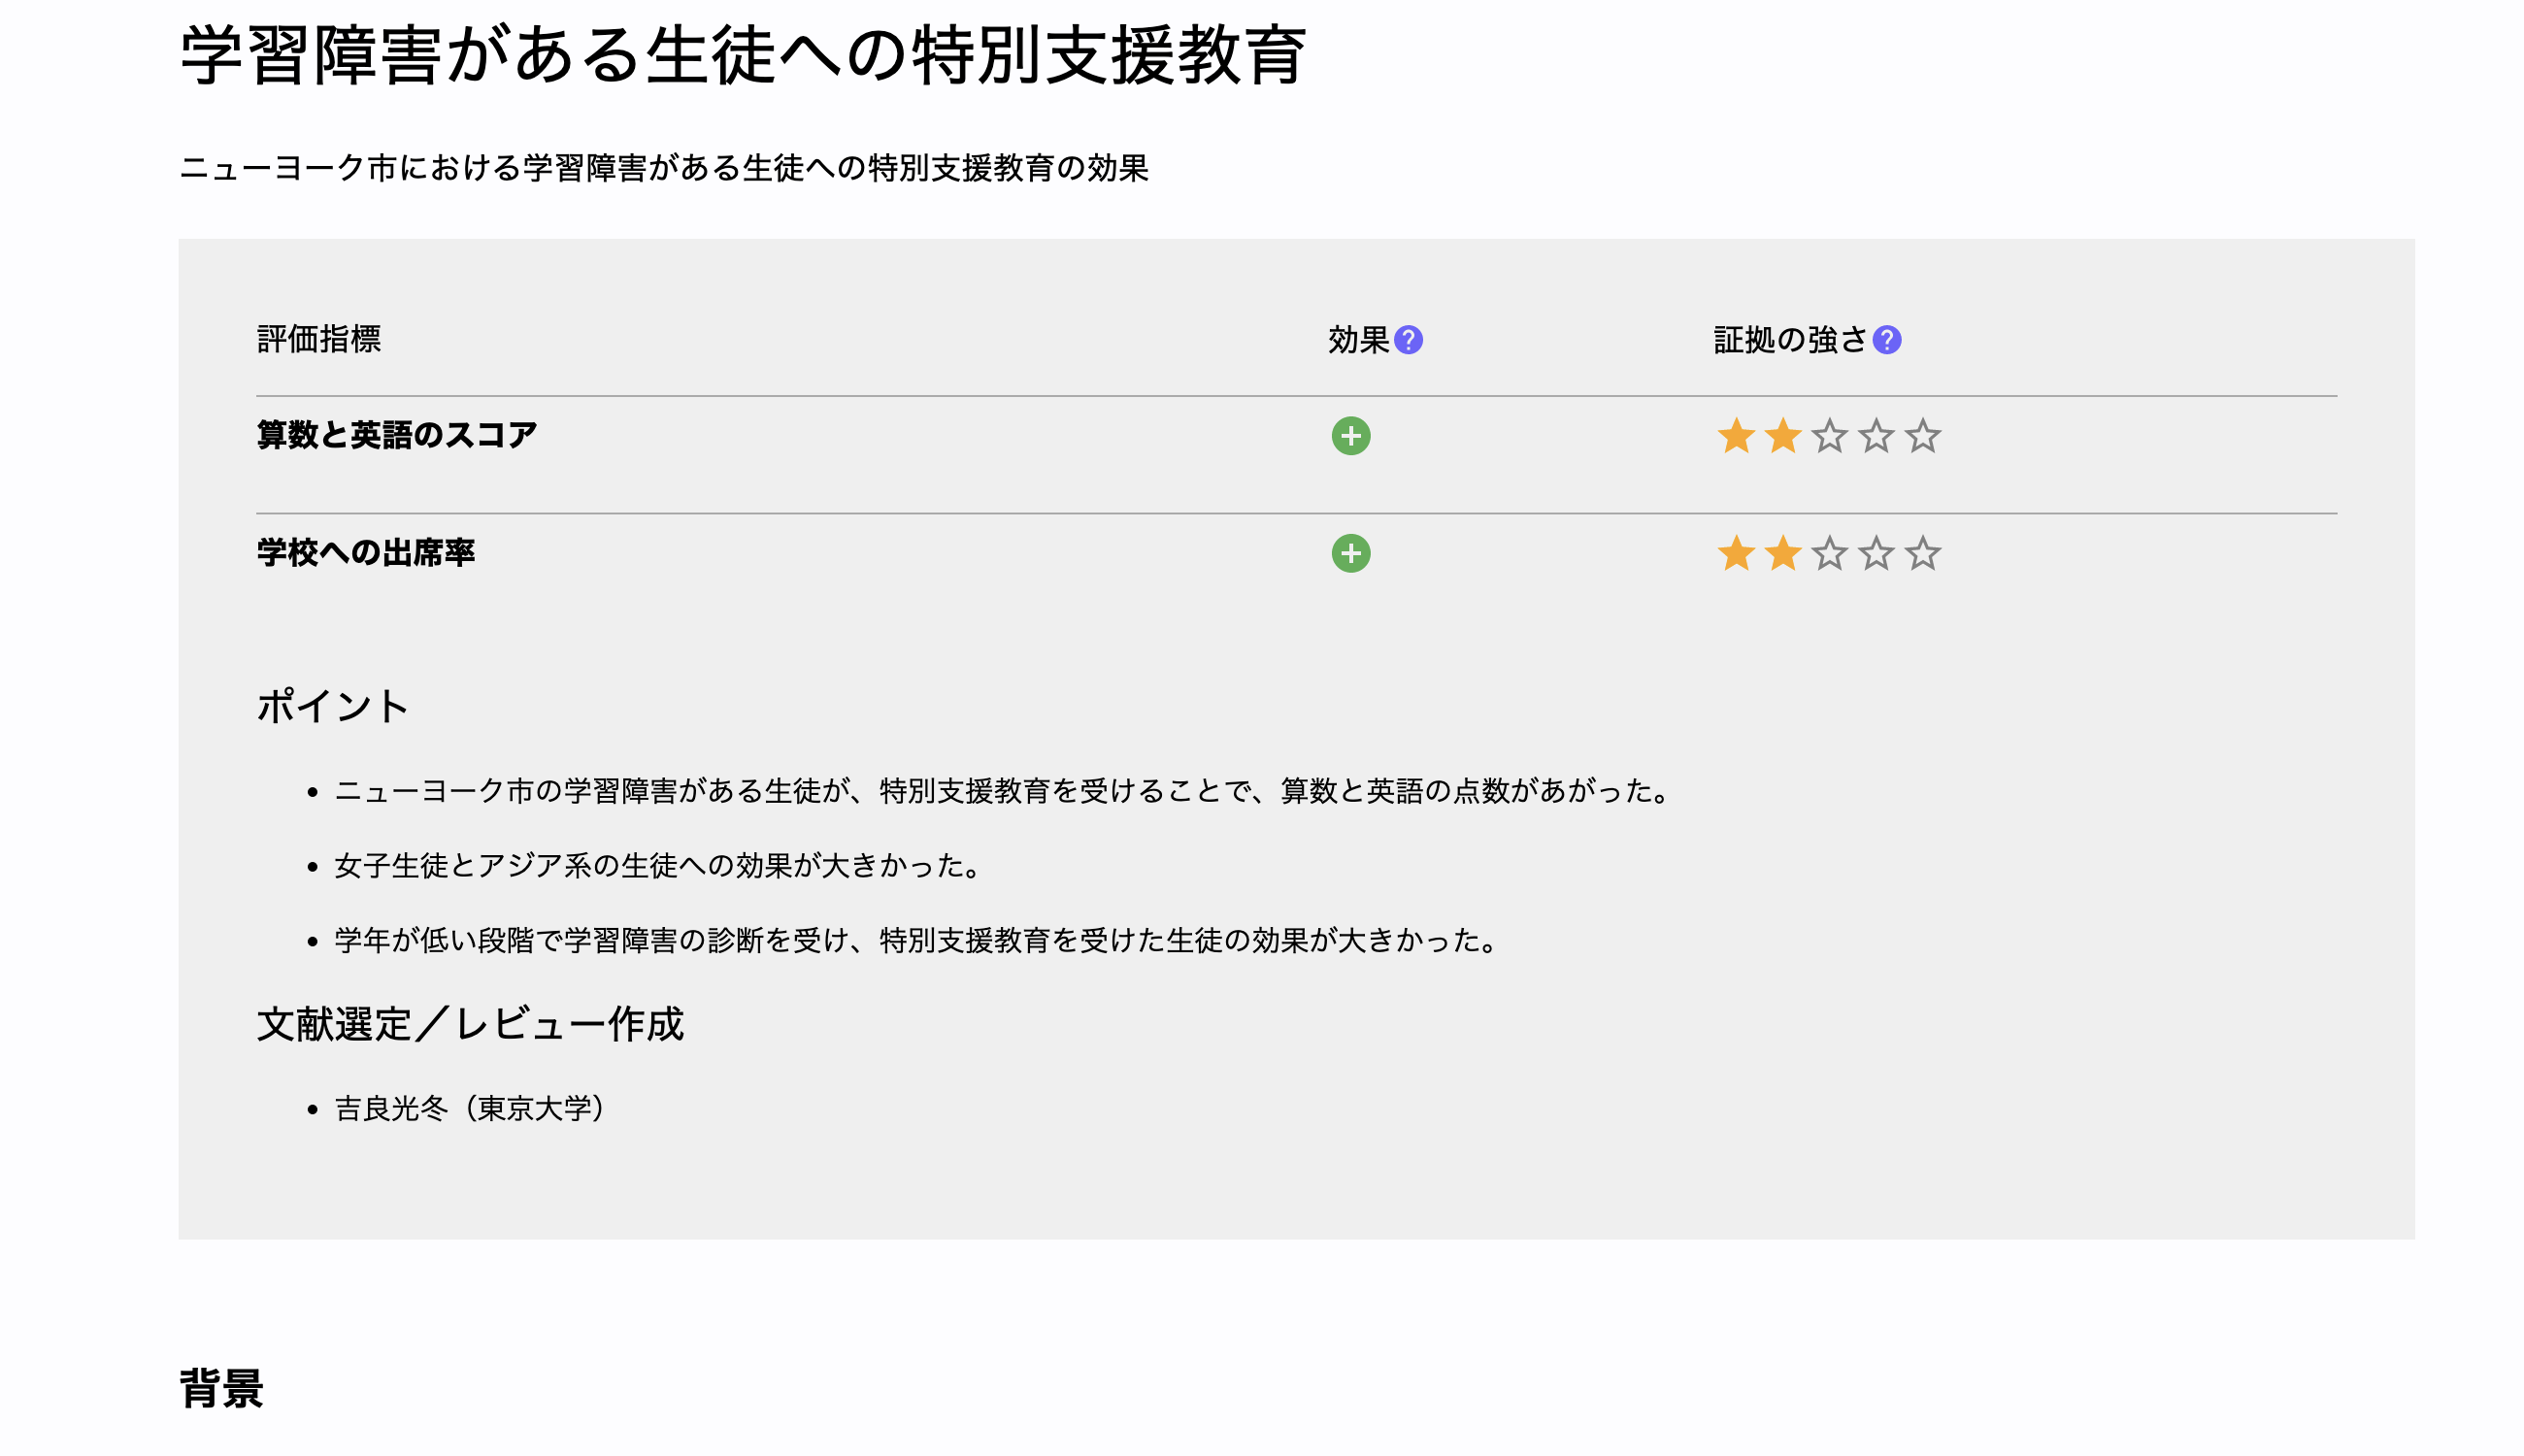 学習障害がある生徒への特別支援教育
ニューヨーク市における学習障害がある生徒への特別支援教育の効果
評価指標 効果? 証拠の強さ?
算数と英語のスコア
学校への出席率
ポイント
• ニューヨーク市の学習障害がある生徒が、特別支援教育を受けることで、算数と英語の点数があがった。
• 女子生徒とアジア系の生徒への効果が大きかった。
• 学年が低い段階で学習障害の診断を受け、特別支援教育を受けた生徒の効果が大きかった。
文献選定／レビュー作成
• 吉良光冬（東京大学）
背景